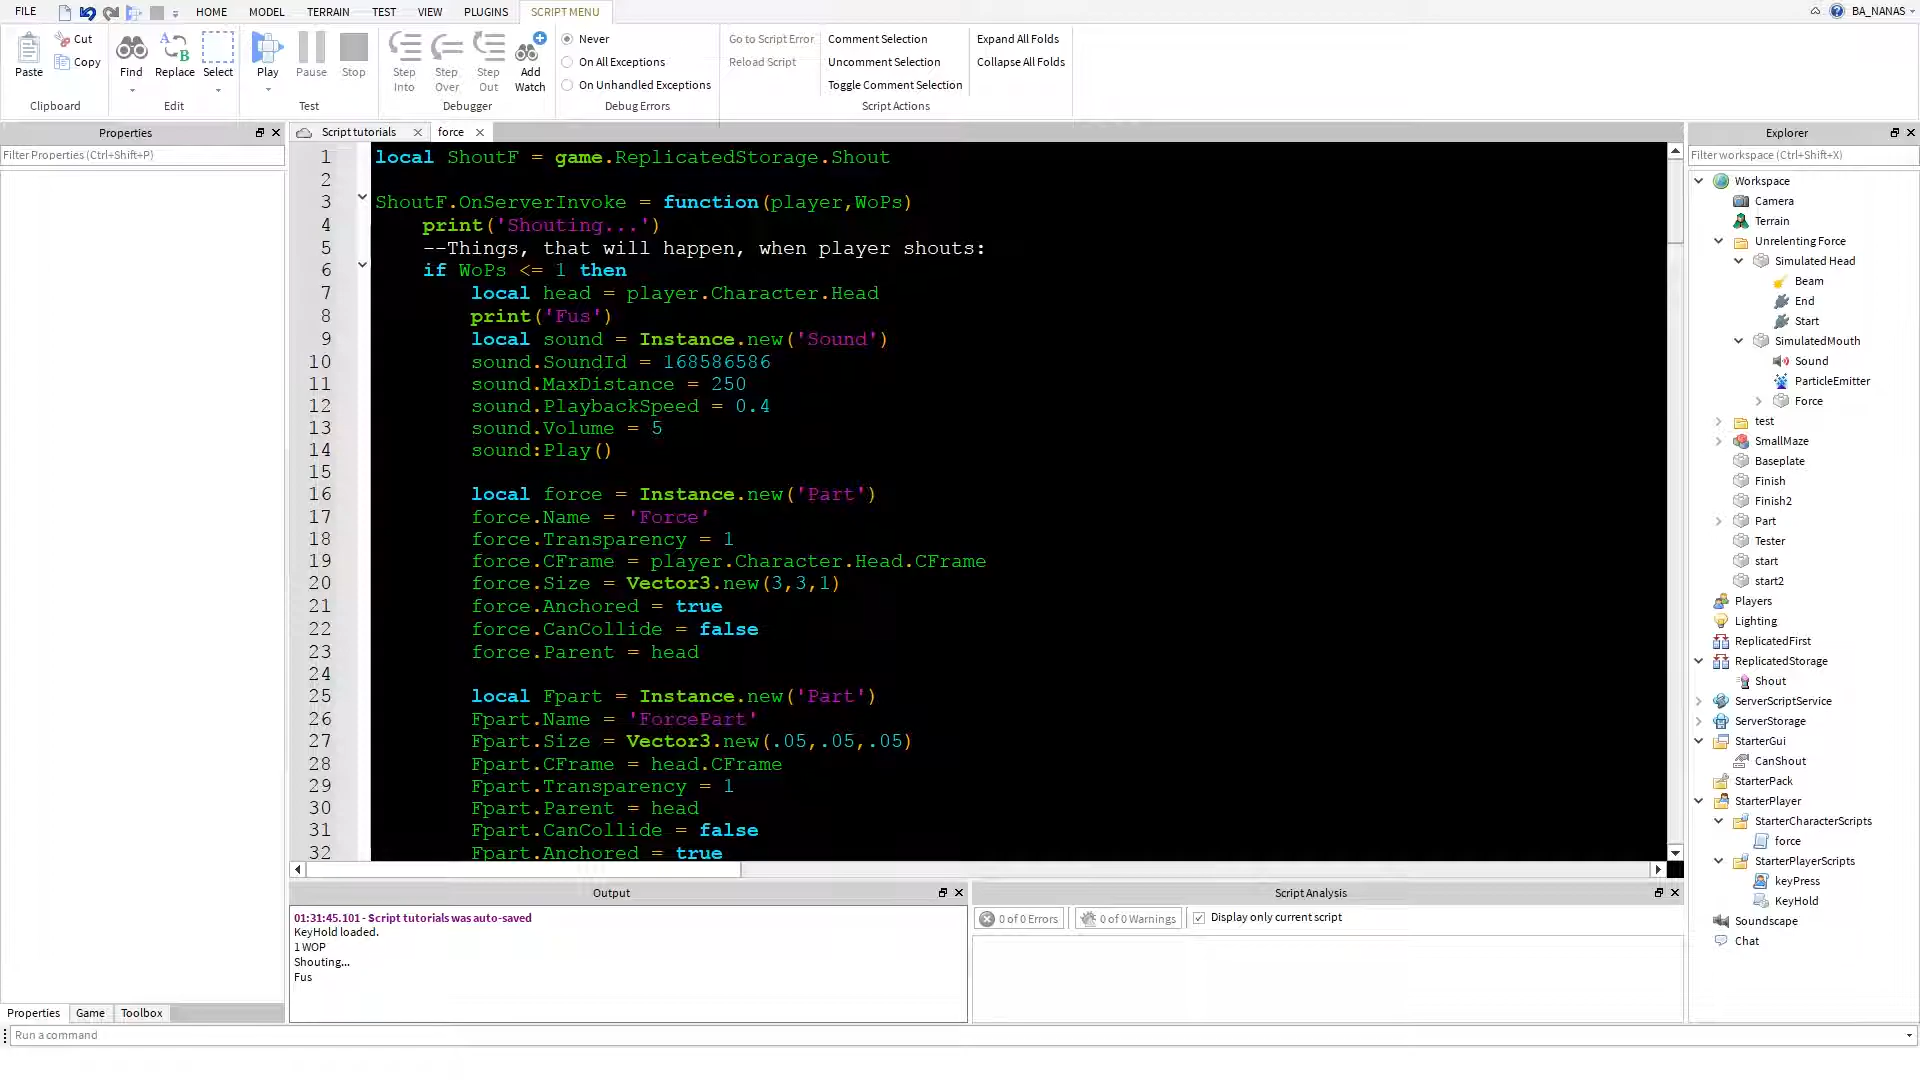 FILE HOME MODEL TERRAIN TEST VIEW PLUGINS SCRIPT MENU BA_NANAS
Paste Cut Copy Clipboard
Find Replace Select Edit
Play Pause Stop Test
Step Into Step Over Step Out Add Watch Debugger
Never
On All Exceptions
On Unhandled Exceptions
Debug Errors
Go to Script Error
Reload Script
Comment Selection
Uncomment Selection
Toggle Comment Selection
Script Actions
Expand All Folds
Collapse All Folds
Properties
Filter Properties (Ctrl+Shift+P)
Script tutorials force
1 local ShoutF = game.ReplicatedStorage.Shout
2
3 ShoutF.OnServerInvoke = function(player,WoPs)
4 print('Shouting...')
5 --Things, that will happen, when player shouts:
6 if WoPs <= 1 then
7 local head = player.Character.Head
8 print('Fus')
9 local sound = Instance.new('Sound')
10 sound.SoundId = 168586586
11 sound.MaxDistance = 250
12 sound.PlaybackSpeed = 0.4
13 sound.Volume = 5
14 sound:Play()
15
16 local force = Instance.new('Part')
17 force.Name = 'Force'
18 force.Transparency = 1
19 force.CFrame = player.Character.Head.CFrame
20 force.Size = Vector3.new(3,3,1)
21 force.Anchored = true
22 force.CanCollide = false
23 force.Parent = head
24
25 local Fpart = Instance.new('Part')
26 Fpart.Name = 'ForcePart'
27 Fpart.Size = Vector3.new(.05,.05,.05)
28 Fpart.CFrame = head.CFrame
29 Fpart.Transparency = 1
30 Fpart.Parent = head
31 Fpart.CanCollide = false
32 Fpart.Anchored = true
Output
01:31:45.101 - Script tutorials was auto-saved
KeyHold loaded.
1 WOP
Shouting...
Fus
Script Analysis
0 of 0 Errors 0 of 0 Warnings Display only current script
Explorer
Filter workspace (Ctrl+Shift+X)
Workspace
Camera
Terrain
Unrelenting Force
Simulated Head
Beam
End
Start
SimulatedMouth
Sound
ParticleEmitter
Force
test
SmallMaze
Baseplate
Finish
Finish2
Part
Tester
start
start2
Players
Lighting
ReplicatedFirst
ReplicatedStorage
Shout
ServerScriptService
ServerStorage
StarterGui
CanShout
StarterPack
StarterPlayer
StarterCharacterScripts
force
StarterPlayerScripts
keyPress
KeyHold
Soundscape
Chat
Properties Game Toolbox
Run a command